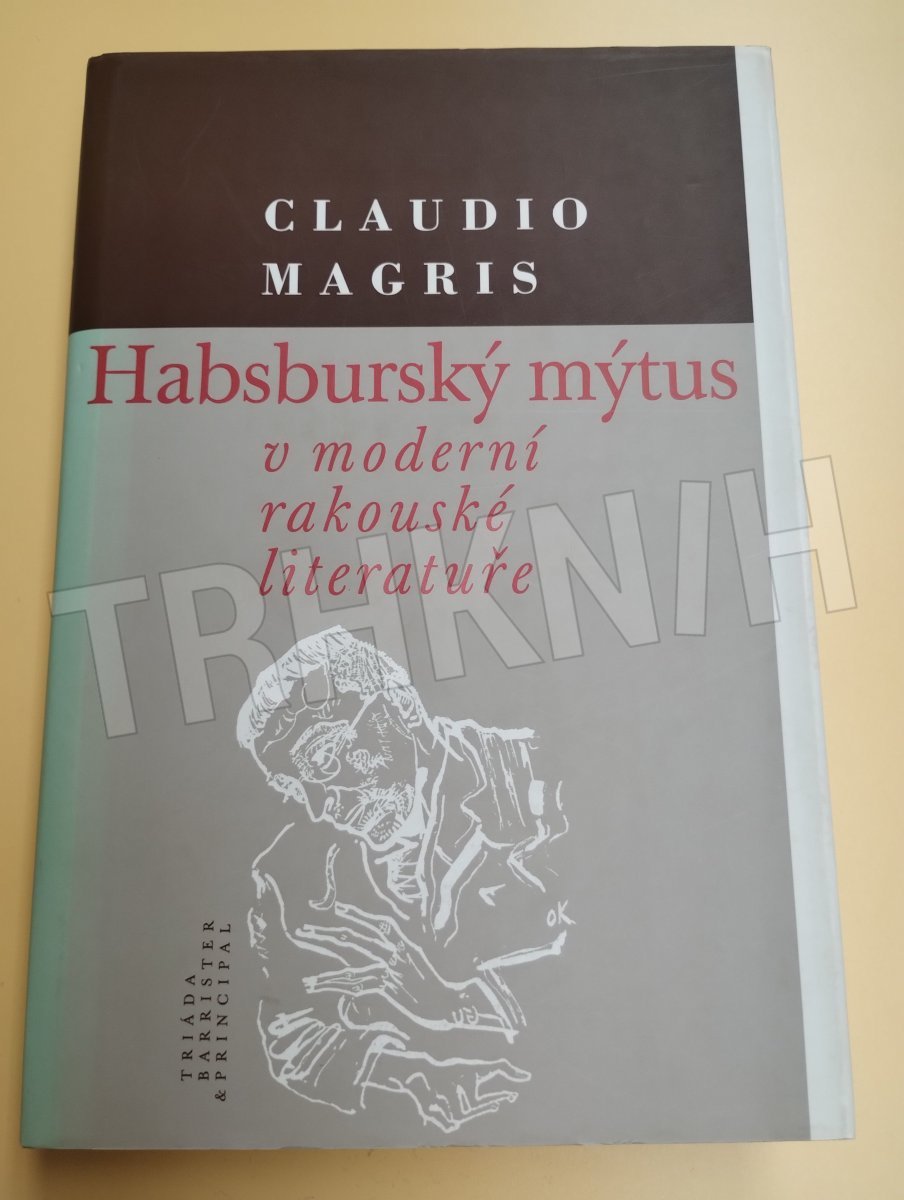 CLAUDIO
MAGRIS
Habsburský mýtus
v moderní
rakouské
literatuře
TRHKNIH
OK
TRIÁDA
BARRISTER
& PRINCIPAL